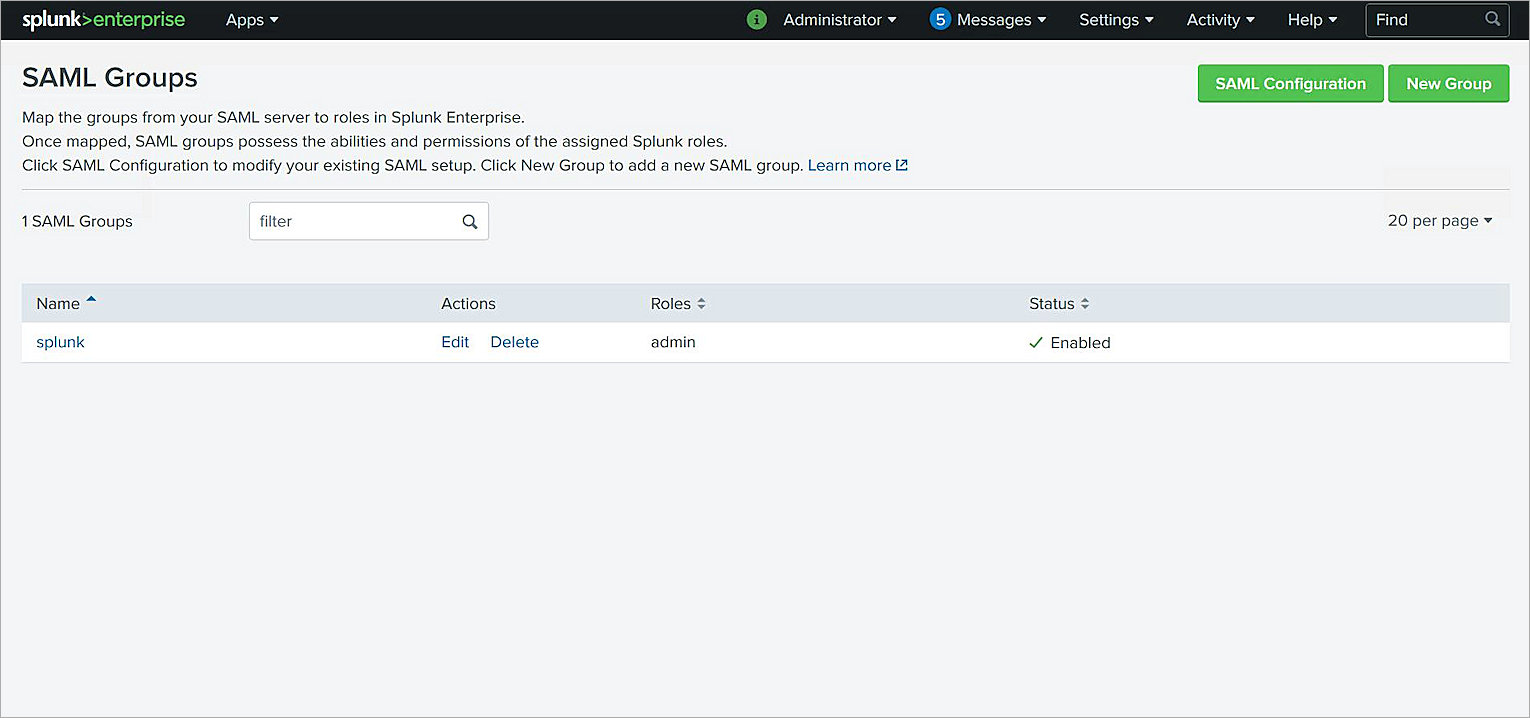 splunk>enterprise Apps i Administrator 5 Messages Settings Activity Help Find
SAML Groups
SAML Configuration New Group
Map the groups from your SAML server to roles in Splunk Enterprise.
Once mapped, SAML groups possess the abilities and permissions of the assigned Splunk roles.
Click SAML Configuration to modify your existing SAML setup. Click New Group to add a new SAML group. Learn more
1 SAML Groups filter 20 per page
Name Actions Roles Status
splunk Edit Delete admin Enabled